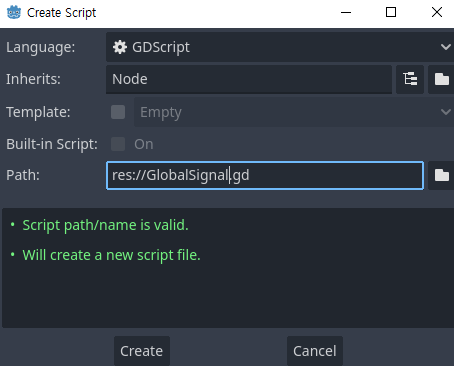 Create Script
Language: GDScript
Inherits: Node
Template: Empty
Built-in Script: On
Path: res://GlobalSignal.gd
• Script path/name is valid.
• Will create a new script file.
Create Cancel